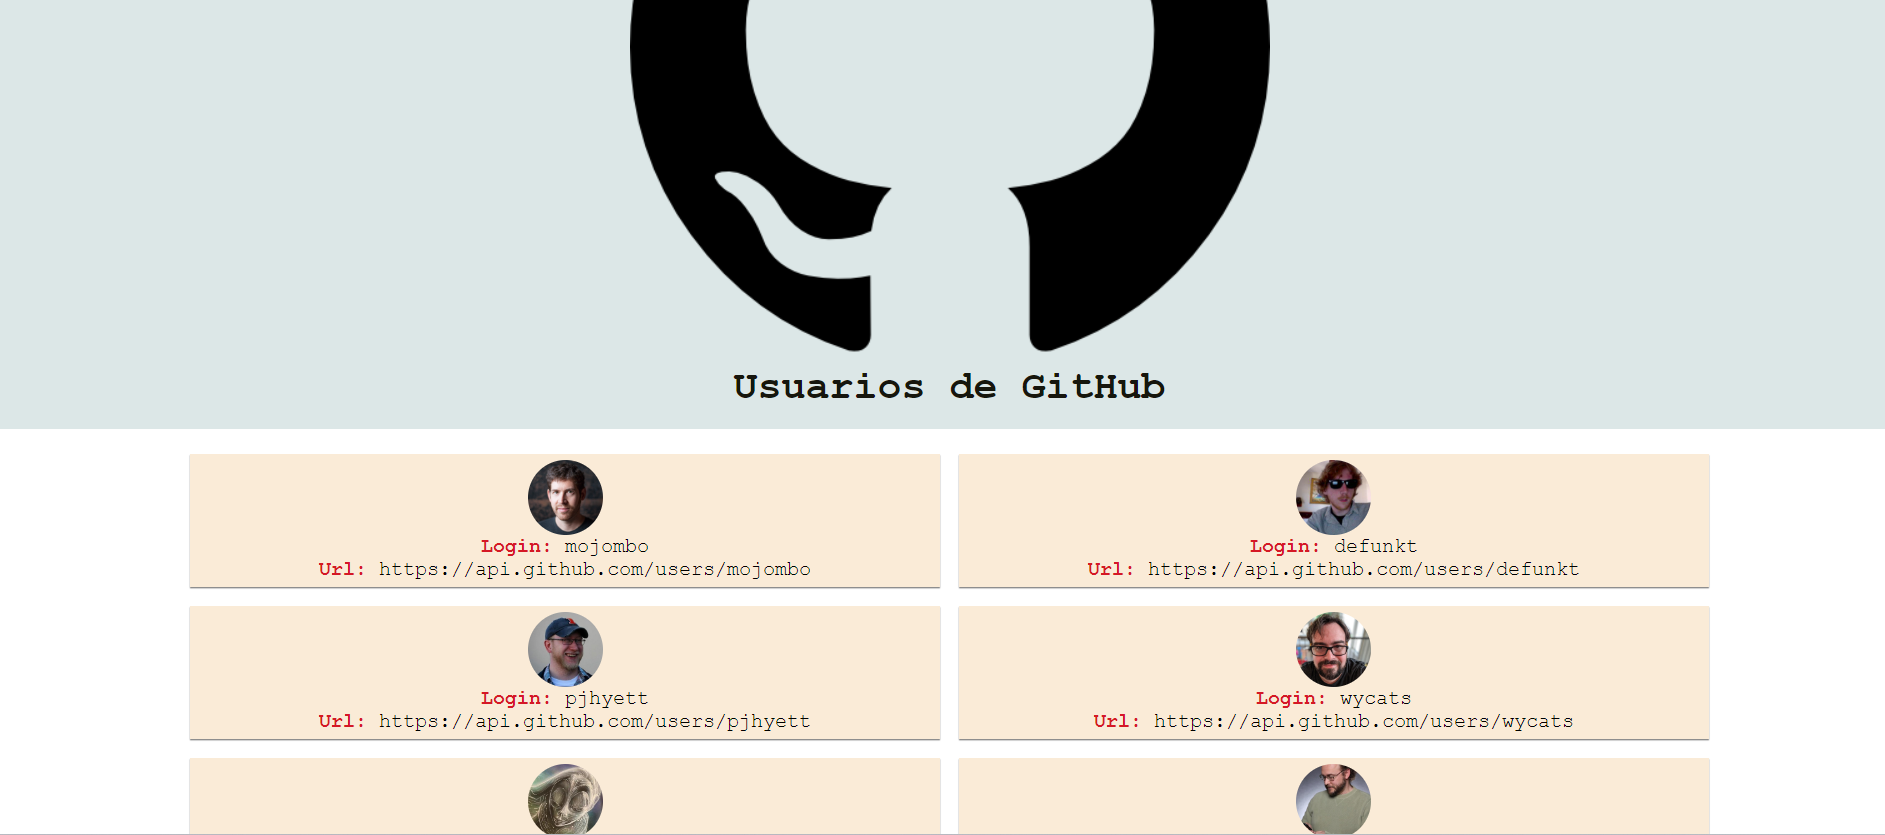 Usuarios de GitHub
Login: mojombo
Url: https://api.github.com/users/mojombo
Login: defunkt
Url: https://api.github.com/users/defunkt
Login: pjhyett
Url: https://api.github.com/users/pjhyett
Login: wycats
Url: https://api.github.com/users/wycats